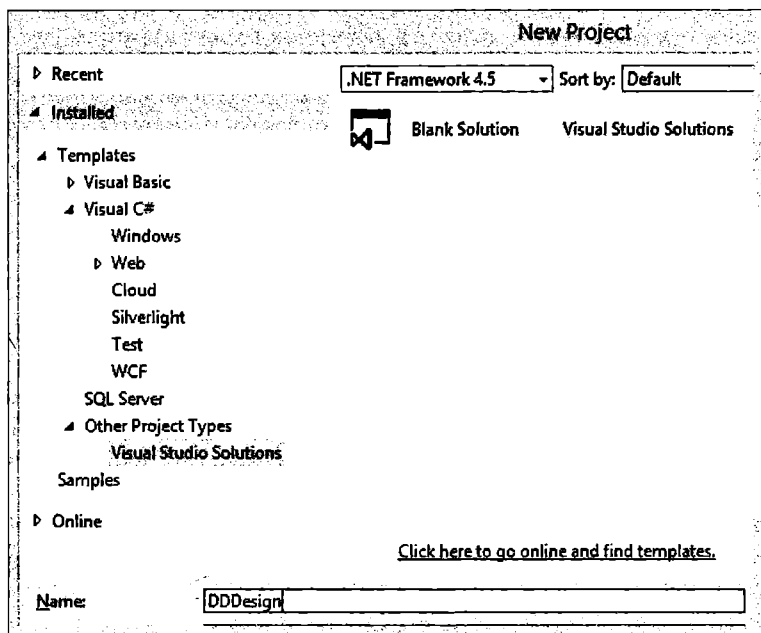 New Project
Recent
.NET Framework 4.5 Sort by: Default
Installed
Blank Solution Visual Studio Solutions
Templates
Visual Basic
Visual C#
Windows
Web
Cloud
Silverlight
Test
WCF
SQL Server
Other Project Types
Visual Studio Solutions
Samples
Online
Click here to go online and find templates.
Name: DDDesign